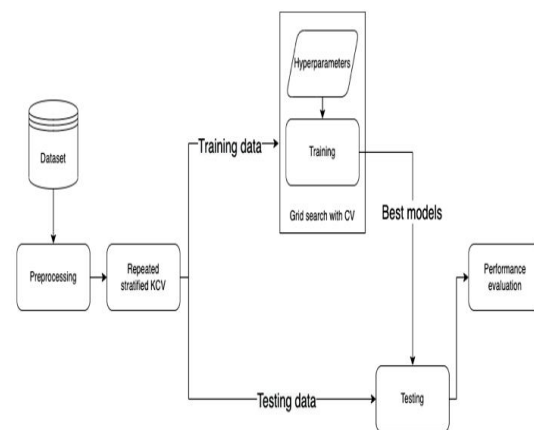 Hyperparameters
Training
Grid search with CV
Training data
Dataset
Preprocessing
Repeated
stratified KCV
Best models
Performance
evaluation
Testing data
Testing